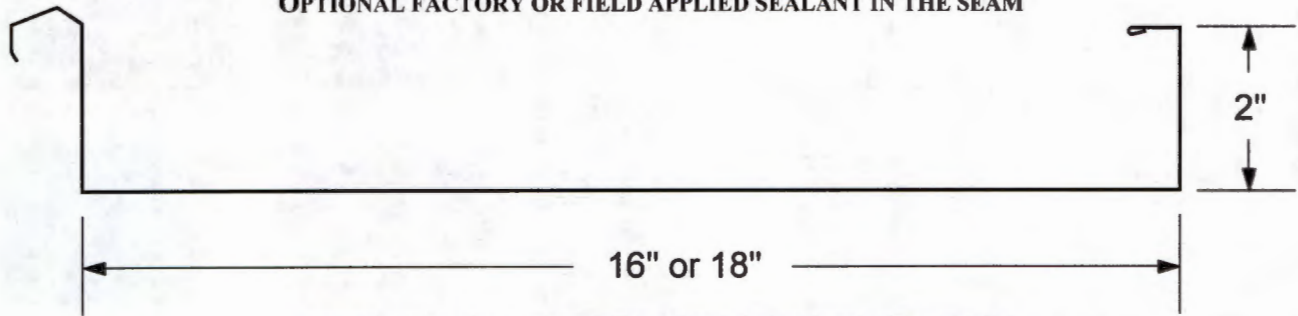 OPTIONAL FACTORY OR FIELD APPLIED SEALANT IN THE SEAM
2"
16" or 18"